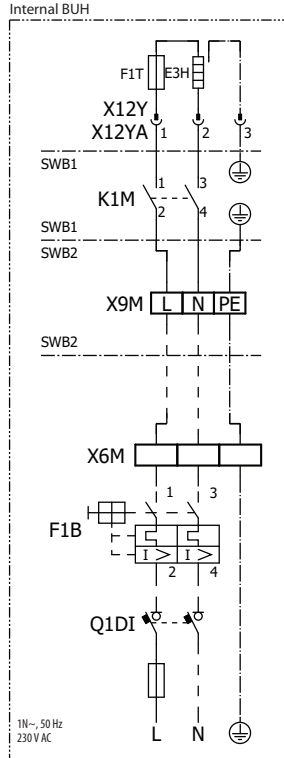 Internal BUH
F1T E3H
X12Y
X12YA 1 2 3
SWB1
1 3
K1M
2 4
SWB1
SWB2
X9M L N PE
SWB2
X6M
1 3
F1B
I > I >
2 4
Q1DI
1N~, 50 Hz
230 V AC
L N